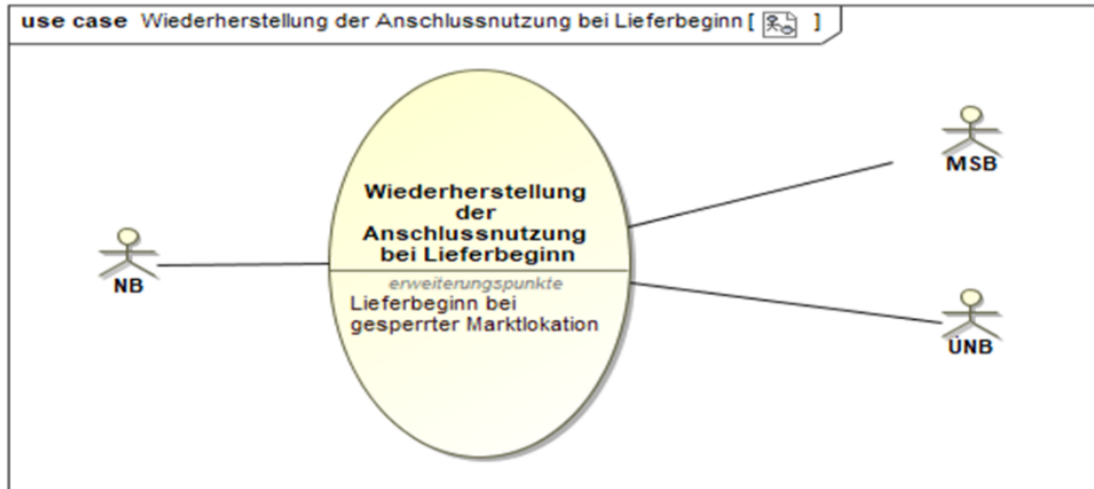 use case Wiederherstellung der Anschlussnutzung bei Lieferbeginn [ ]
MSB
Wiederherstellung
der
Anschlussnutzung
bei Lieferbeginn
NB
erweiterungspunkte
Lieferbeginn bei
gesperrter Marktlokation
ÜNB